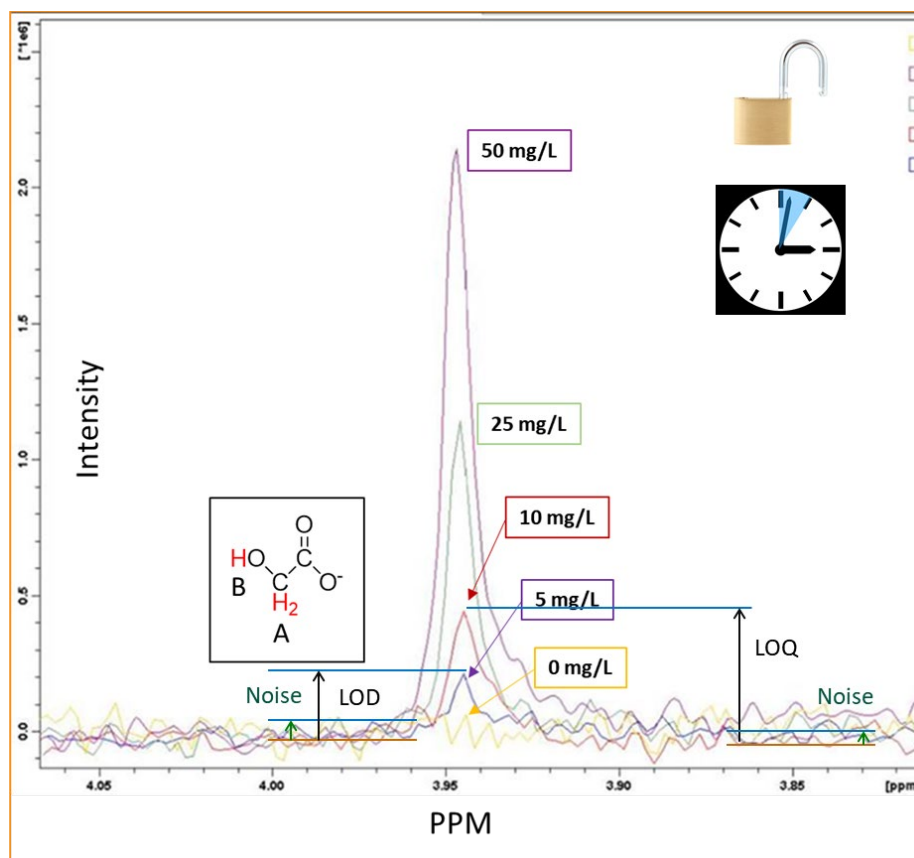 [*1e6]
50 mg/L
2.0
1.5
Intensity
25 mg/L
1.0
10 mg/L
O
HO
C
B
C
O-
H2
A
0.5
5 mg/L
LOQ
0 mg/L
Noise
LOD
Noise
0.0
4.05
4.00
3.95
3.90
3.85
[ppm
PPM